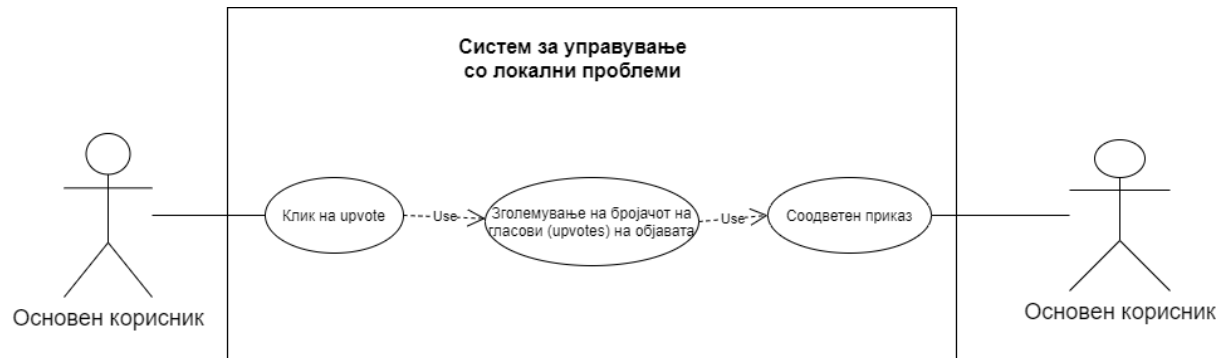 Систем за управување
со локални проблеми
Клик на upvote
Use
Зголемување на бројачот на
гласови (upvotes) на објавата
Use
Соодветен приказ
Основен корисник
Основен корисник